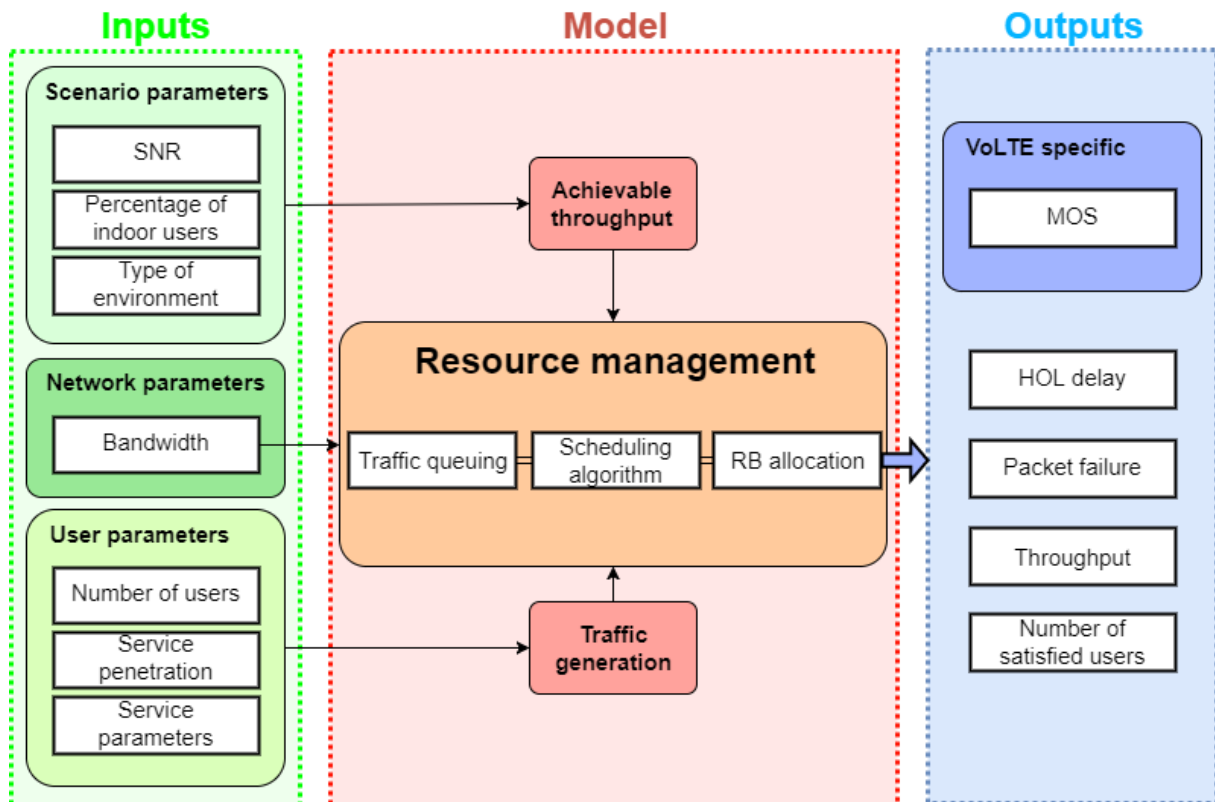 Inputs
Scenario parameters
SNR
Percentage of
indoor users
Type of
environment
Network parameters
Bandwidth
User parameters
Number of users
Service
penetration
Service
parameters
Model
Achievable
throughput
Resource management
Traffic queuing
Scheduling
algorithm
RB allocation
Traffic
generation
Outputs
VoLTE specific
MOS
HOL delay
Packet failure
Throughput
Number of
satisfied users